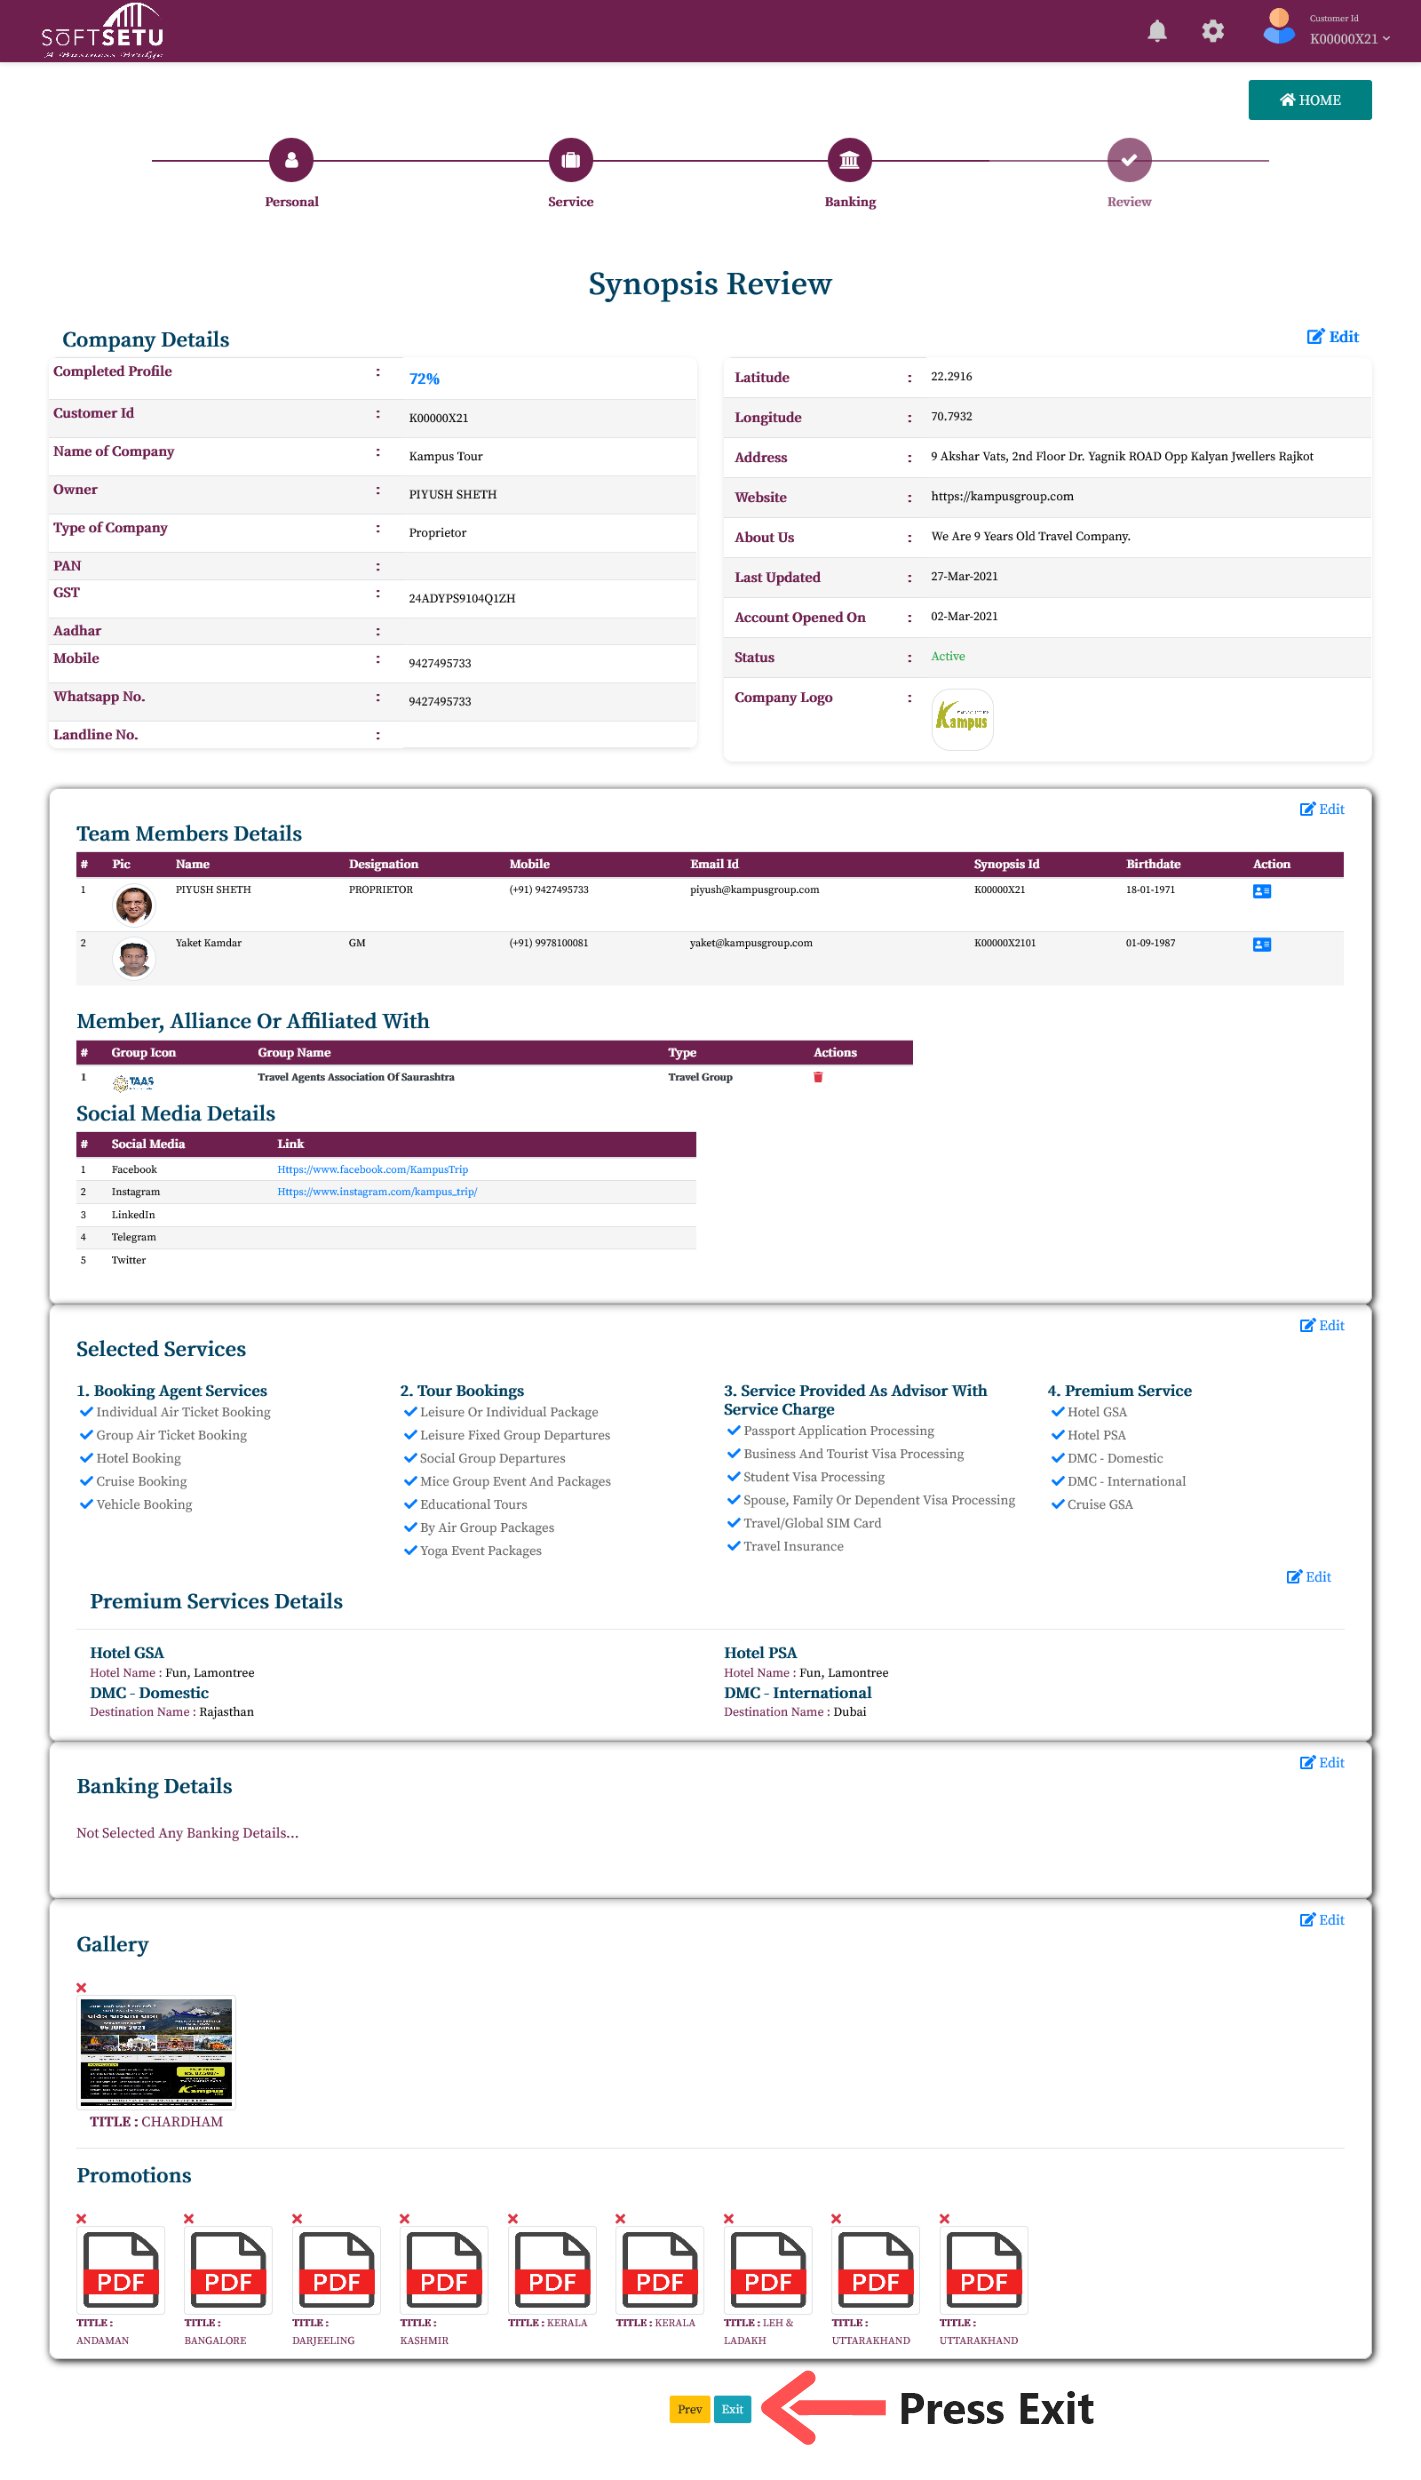 SOFTSETU
A Business Bridge
Customer Id
K00000X21
HOME
Personal
Service
Banking
Review
Synopsis Review
Company Details
Edit
Completed Profile : 72%
Customer Id : K00000X21
Name of Company : Kampus Tour
Owner : PIYUSH SHETH
Type of Company : Proprietor
PAN :
GST : 24ADYPS9104Q1ZH
Aadhar :
Mobile : 9427495733
Whatsapp No. : 9427495733
Landline No. :
Latitude : 22.2916
Longitude : 70.7932
Address : 9 Akshar Vats, 2nd Floor Dr. Yagnik ROAD Opp Kalyan Jwellers Rajkot
Website : https://kampusgroup.com
About Us : We Are 9 Years Old Travel Company.
Last Updated : 27-Mar-2021
Account Opened On : 02-Mar-2021
Status : Active
Company Logo :
Kampus
Edit
Team Members Details
# Pic Name Designation Mobile Email Id Synopsis Id Birthdate Action
1 PIYUSH SHETH PROPRIETOR (+91) 9427495733 piyush@kampusgroup.com K00000X21 18-01-1971
2 Yaket Kamdar GM (+91) 9978100081 yaket@kampusgroup.com K00000X2101 01-09-1987
Member, Alliance Or Affiliated With
# Group Icon Group Name Type Actions
1 TAAS Travel Agents Association Of Saurashtra Travel Group
Social Media Details
# Social Media Link
1 Facebook Https://www.facebook.com/KampusTrip
2 Instagram Https://www.instagram.com/kampus_trip/
3 LinkedIn
4 Telegram
5 Twitter
Edit
Selected Services
1. Booking Agent Services
Individual Air Ticket Booking
Group Air Ticket Booking
Hotel Booking
Cruise Booking
Vehicle Booking
2. Tour Bookings
Leisure Or Individual Package
Leisure Fixed Group Departures
Social Group Departures
Mice Group Event And Packages
Educational Tours
By Air Group Packages
Yoga Event Packages
3. Service Provided As Advisor With
Service Charge
Passport Application Processing
Business And Tourist Visa Processing
Student Visa Processing
Spouse, Family Or Dependent Visa Processing
Travel/Global SIM Card
Travel Insurance
4. Premium Service
Hotel GSA
Hotel PSA
DMC - Domestic
DMC - International
Cruise GSA
Edit
Premium Services Details
Hotel GSA
Hotel Name : Fun, Lamontree
DMC - Domestic
Destination Name : Rajasthan
Hotel PSA
Hotel Name : Fun, Lamontree
DMC - International
Destination Name : Dubai
Edit
Banking Details
Not Selected Any Banking Details...
Edit
Gallery
06 JUNE 2021
Kampus
TITLE : CHARDHAM
Promotions
PDF
TITLE :
ANDAMAN
PDF
TITLE :
BANGALORE
PDF
TITLE :
DARJEELING
PDF
TITLE :
KASHMIR
PDF
TITLE : KERALA
PDF
TITLE : KERALA
PDF
TITLE : LEH &
LADAKH
PDF
TITLE :
UTTARAKHAND
PDF
TITLE :
UTTARAKHAND
Prev
Exit
Press Exit